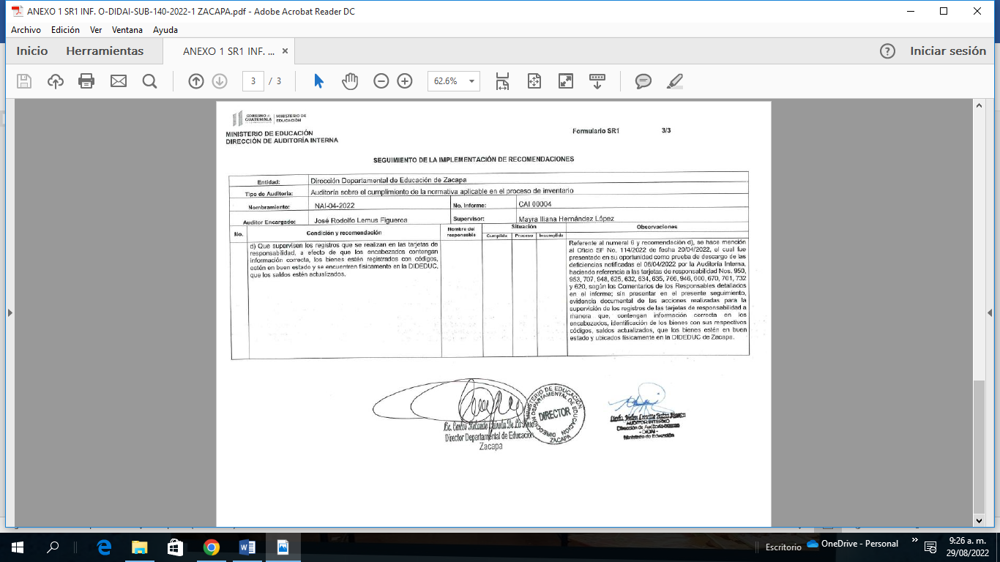 ANEXO 1 SR1 INF. O-DIDAI-SUB-140-2022-1 ZACAPA.pdf - Adobe Acrobat Reader DC
Archivo Edición Ver Ventana Ayuda
Inicio Herramientas ANEXO 1 SR1 INF. ... × Iniciar sesión
3 / 3 62.6%
GOBIERNO de GUATEMALA MINISTERIO DE EDUCACIÓN
MINISTERIO DE EDUCACIÓN
DIRECCIÓN DE AUDITORÍA INTERNA
Formulario SR1 3/3
SEGUIMIENTO DE LA IMPLEMENTACIÓN DE RECOMENDACIONES
Entidad: Dirección Departamental de Educación de Zacapa
Tipo de Auditoría: Auditoría sobre el cumplimiento de la normativa aplicable en el proceso de inventario
Nombramiento: NAI-04-2022 No. Informe: CAI 00004
Auditor Encargado: José Rodolfo Lemus Figueroa Supervisor: Mayra Iliana Hernández López
No. Condición y recomendación Nombre del responsable Situación Observaciones
Cumplida Proceso Incumplida
d) Que supervisen los registros que se realizan en las tarjetas de
responsabilidad, a efecto de que los encabezados contengan
información correcta, los bienes estén registrados con códigos,
estén en buen estado y se encuentren físicamente en la DIDEDUC,
que los saldos estén actualizados.
Referente al numeral 6 y recomendación d), se hace mención
al Oficio SF No. 114/2022 de fecha 20/04/2022, el cual fue
presentado en su oportunidad como prueba de descargo de las
deficiencias notificadas el 06/04/2022 por la Auditoría Interna,
haciendo referencia a las tarjetas de responsabilidad Nos. 950,
953, 707, 948, 625, 632, 634, 635, 766, 946, 600, 670, 701, 732
y 620, según los Comentarios de los Responsables detallados
en el informe; sin presentar en el presente seguimiento,
evidencia documental de las acciones realizadas para la
supervisión de los registros de las tarjetas de responsabilidad a
manera que, contengan información correcta en los
encabezados, identificación de los bienes con sus respectivos
código, saldos actualizados, que los bienes estén en buen
estado y ubicados físicamente en la DIDEDUC de Zacapa.
Lic. Carlos
Director Departamental de Educación
Zacapa
MINISTERIO DE EDUCACIÓN
DIRECCIÓN DEPARTAMENTAL DE EDUCACIÓN
DIRECTOR
ZACAPA
AUDITOR INTERNO
Dirección de Auditoría
- DIDAI -
Ministerio de Educación
Escritorio OneDrive - Personal
9:26 a. m.
29/08/2022